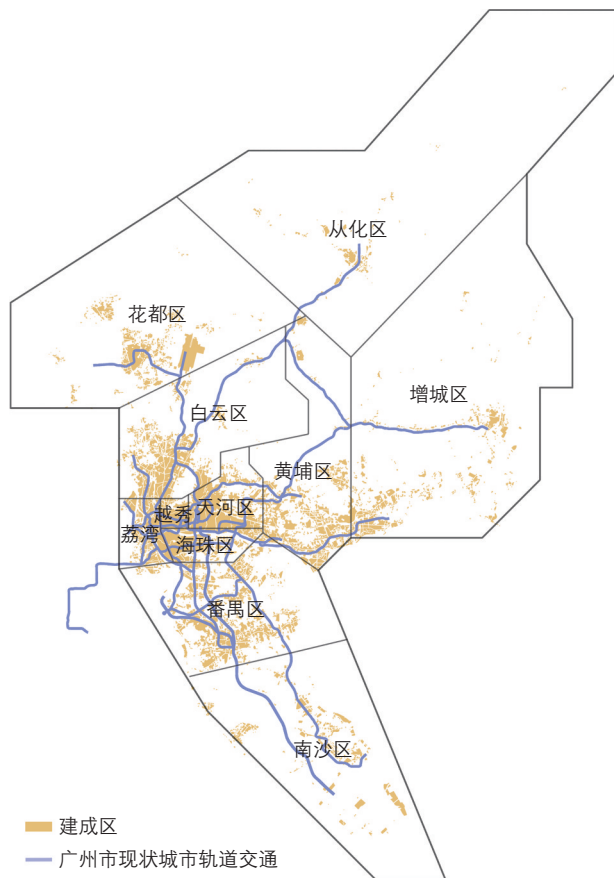 从化区
花都区
增城区
白云区
黄埔区
越秀
天河区
荔湾
海珠区
番禺区
南沙区
建成区
广州市现状城市轨道交通